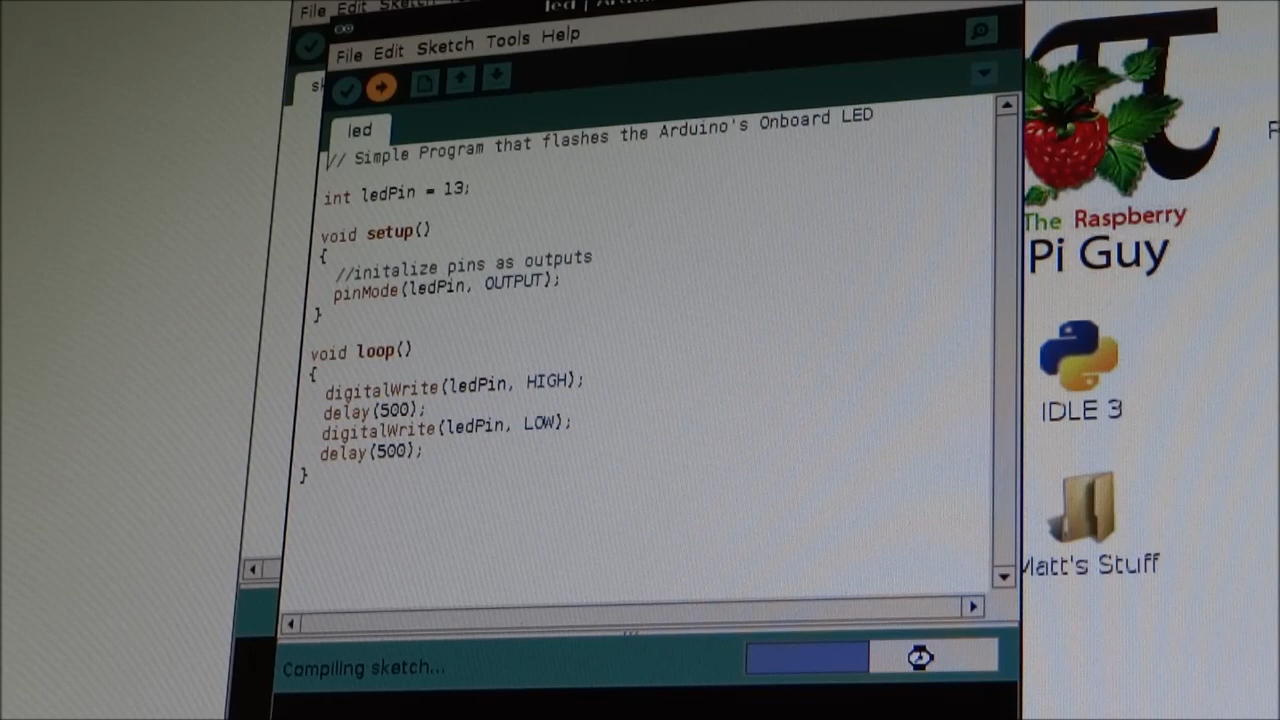 File Edit
File Edit Sketch Tools Help
led
// Simple Program that flashes the Arduino's Onboard LED
int ledPin = 13;
void setup()
{
//initalize pins as outputs
pinMode(ledPin, OUTPUT);
}
void loop()
{
digitalWrite(ledPin, HIGH);
delay(500);
digitalWrite(ledPin, LOW);
delay(500);
}
Compiling sketch...
The Raspberry
Pi Guy
IDLE 3
Matt's Stuff